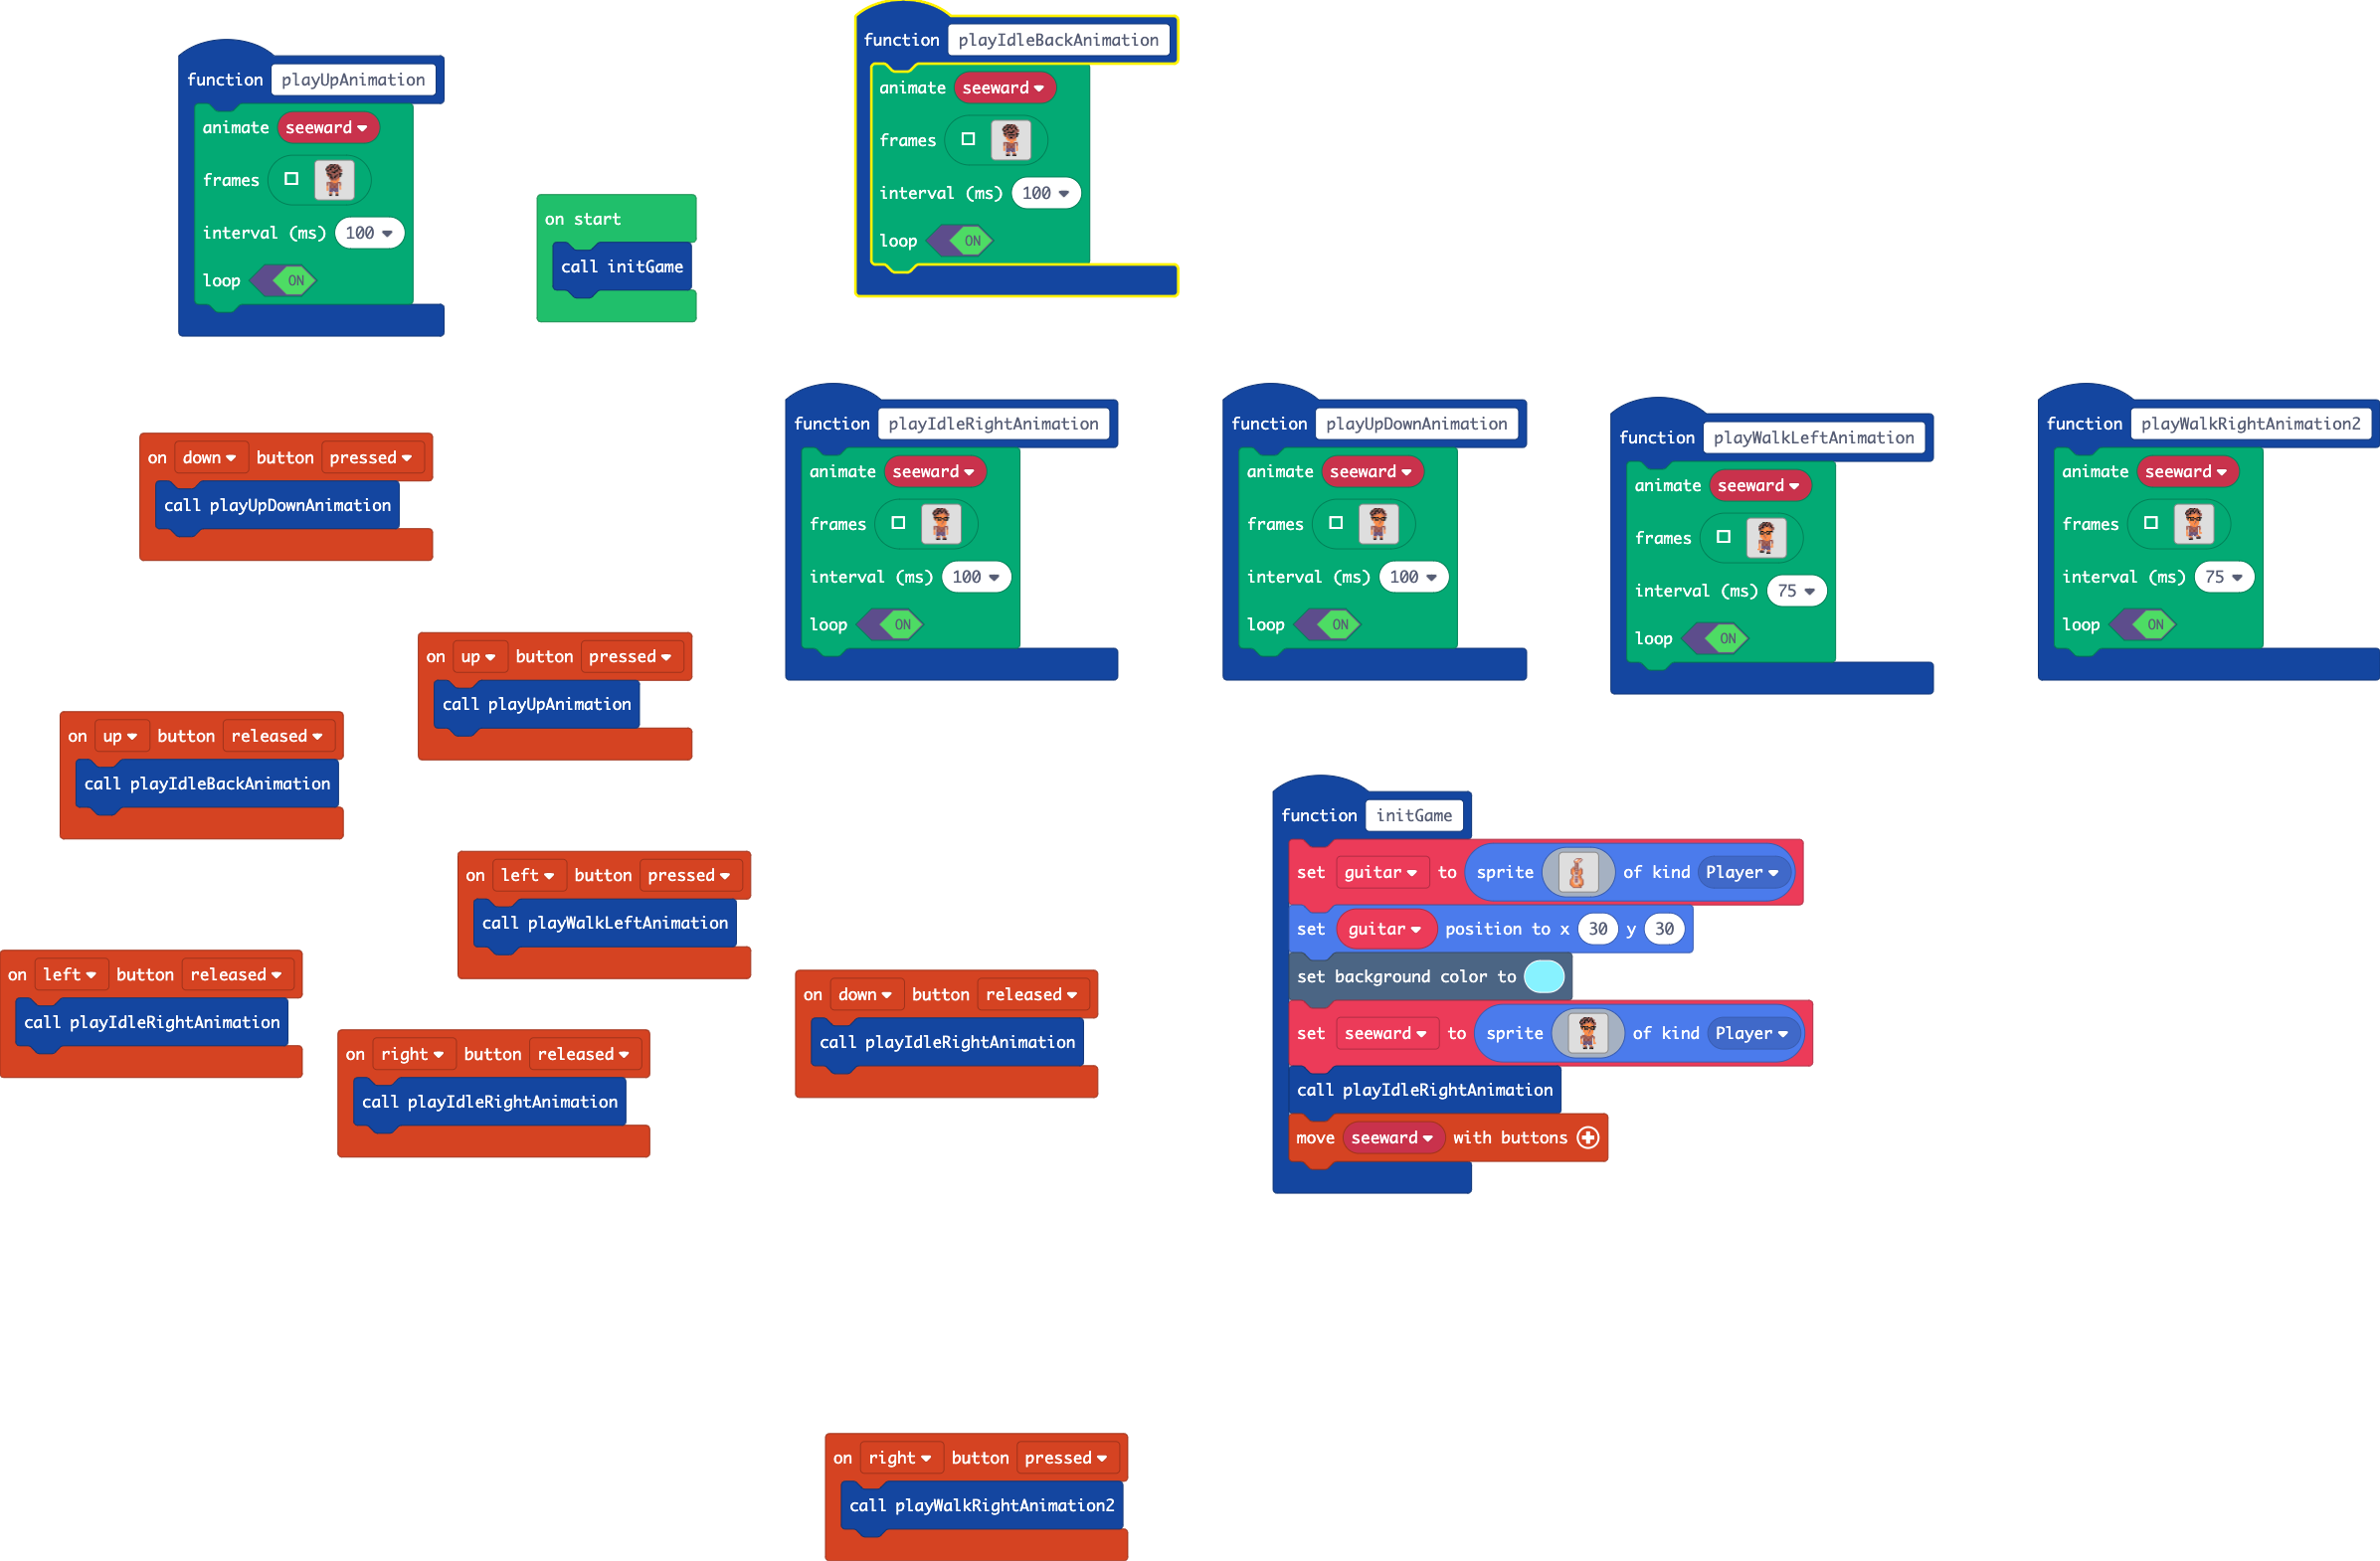 function playUpAnimation
animate seeward
frames
interval (ms) 100
loop ON
on start
call initGame
function playIdleBackAnimation
animate seeward
frames
interval (ms) 100
loop ON
on down button pressed
call playUpDownAnimation
function playIdleRightAnimation
animate seeward
frames
interval (ms) 100
loop ON
function playUpDownAnimation
animate seeward
frames
interval (ms) 100
loop ON
function playWalkLeftAnimation
animate seeward
frames
interval (ms) 75
loop ON
function playWalkRightAnimation2
animate seeward
frames
interval (ms) 75
loop ON
on up button pressed
call playUpAnimation
on up button released
call playIdleBackAnimation
on left button pressed
call playWalkLeftAnimation
on left button released
call playIdleRightAnimation
on right button released
call playIdleRightAnimation
on down button released
call playIdleRightAnimation
function initGame
set guitar to sprite of kind Player
set guitar position to x 30 y 30
set background color to
set seeward to sprite of kind Player
call playIdleRightAnimation
move seeward with buttons
on right button pressed
call playWalkRightAnimation2